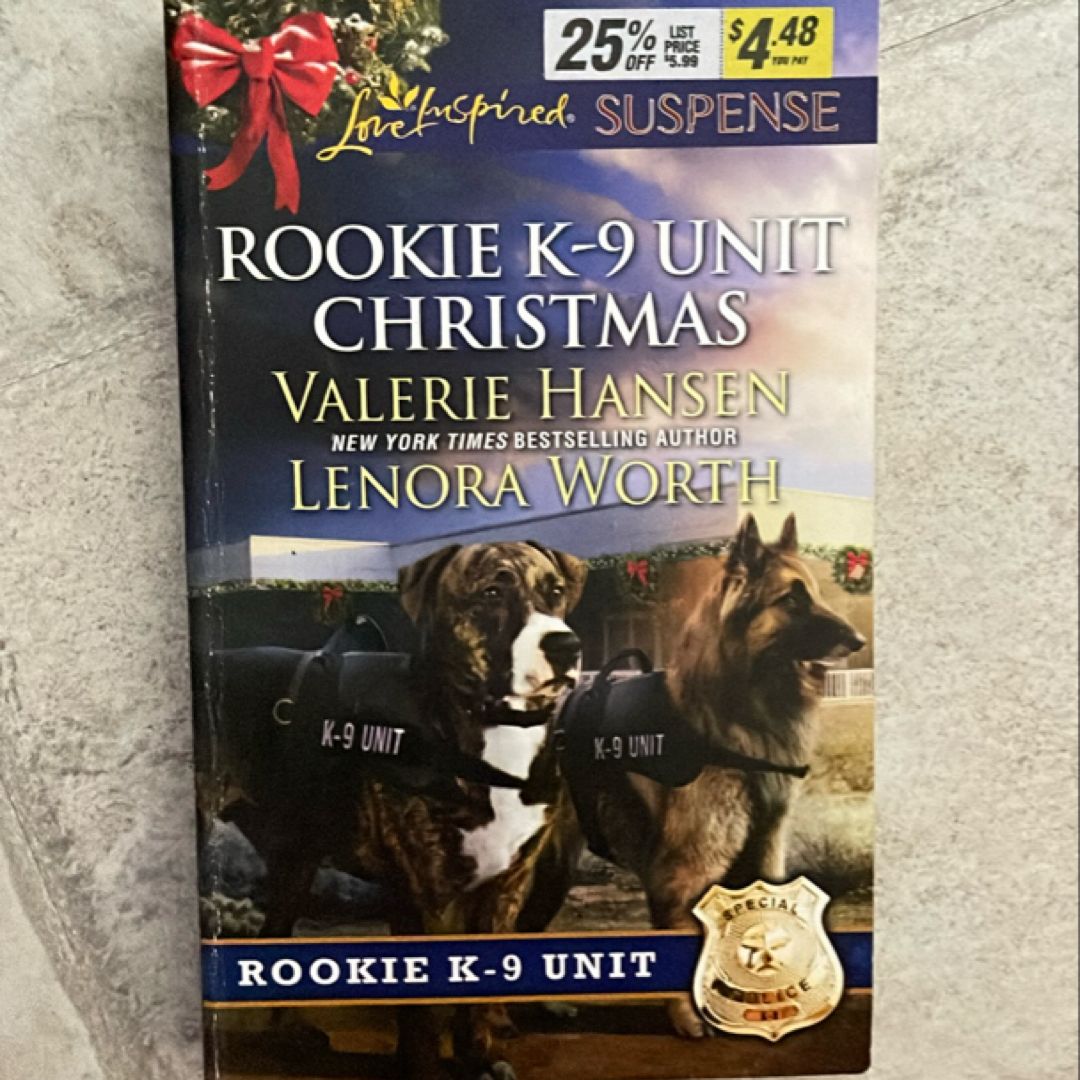 25% OFF LIST PRICE $5.99 $4.48 YOU PAY
Love Inspired® SUSPENSE
ROOKIE K-9 UNIT
CHRISTMAS
VALERIE HANSEN
NEW YORK TIMES BESTSELLING AUTHOR
LENORA WORTH
K-9 UNIT
K-9 UNIT
SPECIAL
POLICE
ROOKIE K-9 UNIT